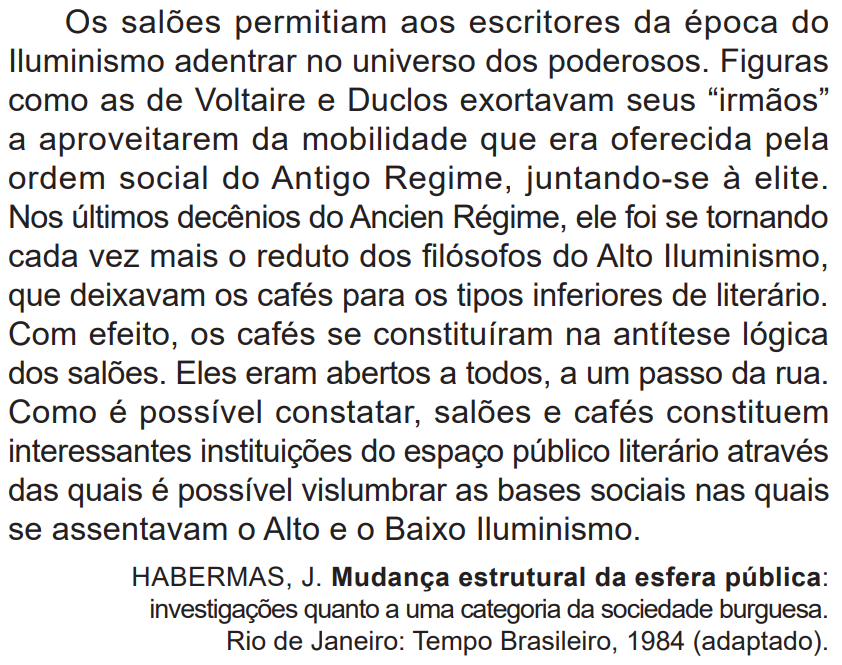 Os salões permitiam aos escritores da época do
Iluminismo adentrar no universo dos poderosos. Figuras
como as de Voltaire e Duclos exortavam seus “irmãos”
a aproveitarem da mobilidade que era oferecida pela
ordem social do Antigo Regime, juntando-se à elite.
Nos últimos decênios do Ancien Régime, ele foi se tornando
cada vez mais o reduto dos filósofos do Alto Iluminismo,
que deixavam os cafés para os tipos inferiores de literário.
Com efeito, os cafés se constituíram na antítese lógica
dos salões. Eles eram abertos a todos, a um passo da rua.
Como é possível constatar, salões e cafés constituem
interessantes instituições do espaço público literário através
das quais é possível vislumbrar as bases sociais nas quais
se assentavam o Alto e o Baixo Iluminismo.
HABERMAS, J. Mudança estrutural da esfera pública:
investigações quanto a uma categoria da sociedade burguesa.
Rio de Janeiro: Tempo Brasileiro, 1984 (adaptado).